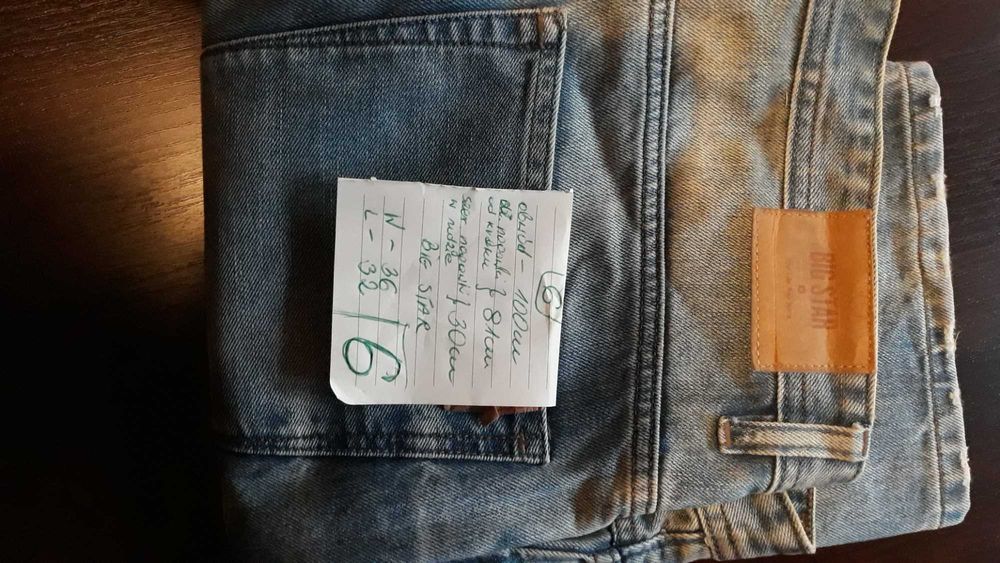 6
obwód - 100cm
dł. nogawki } 81cm
od kroku
szer. nogawki } 30cm
w udzie
BIG STAR
W - 36
L - 32
6
BIG STAR